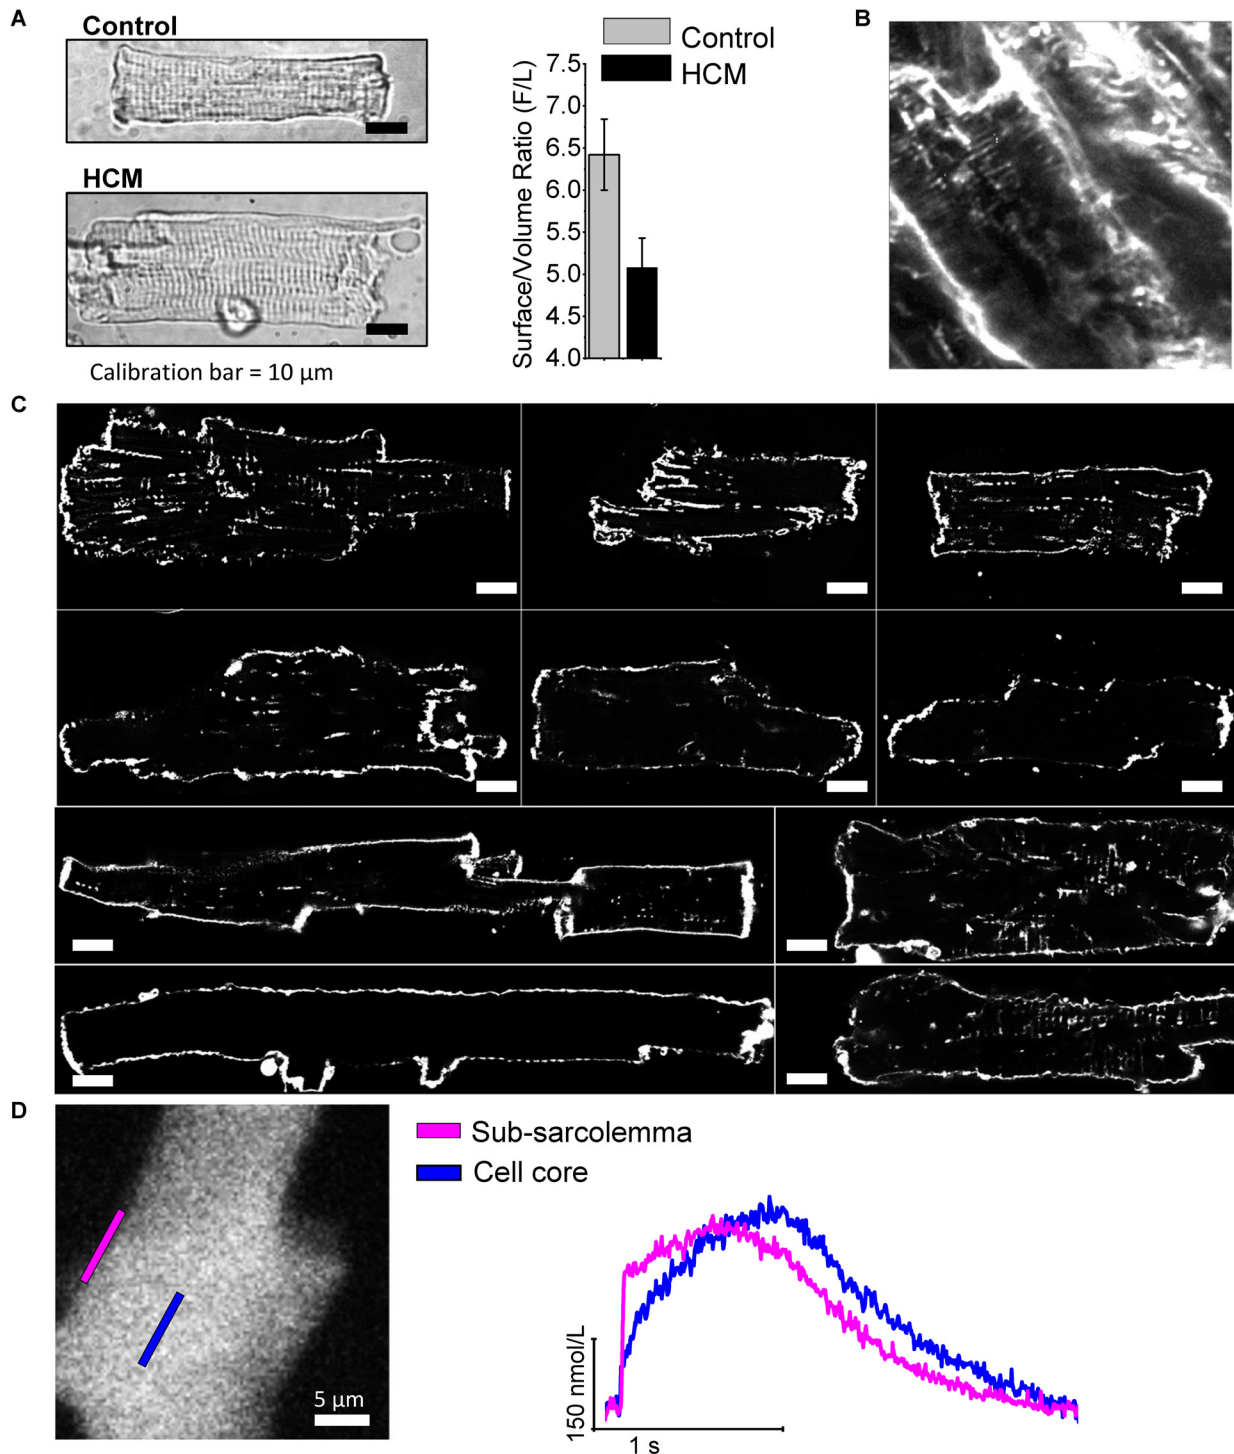 A
Control
HCM
Calibration bar = 10 μm
Control
HCM
Surface/Volume Ratio (F/L)
7.5
7.0
6.5
6.0
5.5
5.0
4.5
4.0
B
C
D
5 μm
Sub-sarcolemma
Cell core
150 nmol/L
1 s